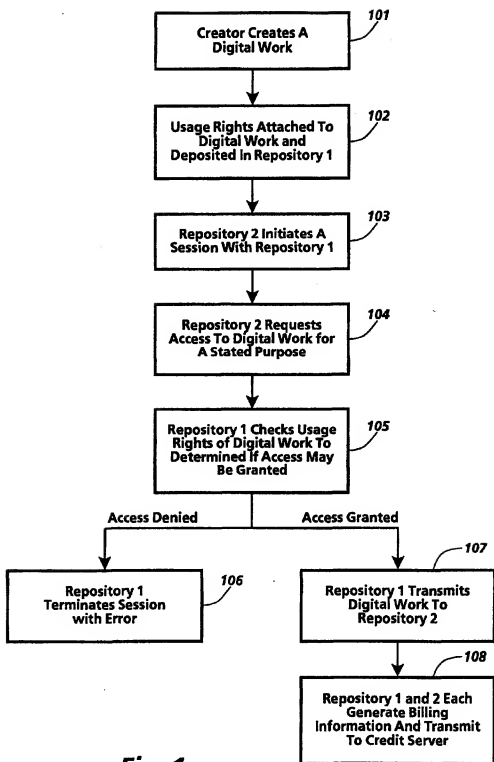 101
Creator Creates A
Digital Work
102
Usage Rights Attached To
Digital Work and
Deposited In Repository 1
103
Repository 2 Initiates A
Session With Repository 1
104
Repository 2 Requests
Access To Digital Work for
A Stated Purpose
105
Repository 1 Checks Usage
Rights of Digital Work To
Determined If Access May
Be Granted
Access Denied
Access Granted
106
Repository 1
Terminates Session
with Error
107
Repository 1 Transmits
Digital Work To
Repository 2
108
Repository 1 and 2 Each
Generate Billing
Information And Transmit
To Credit Server